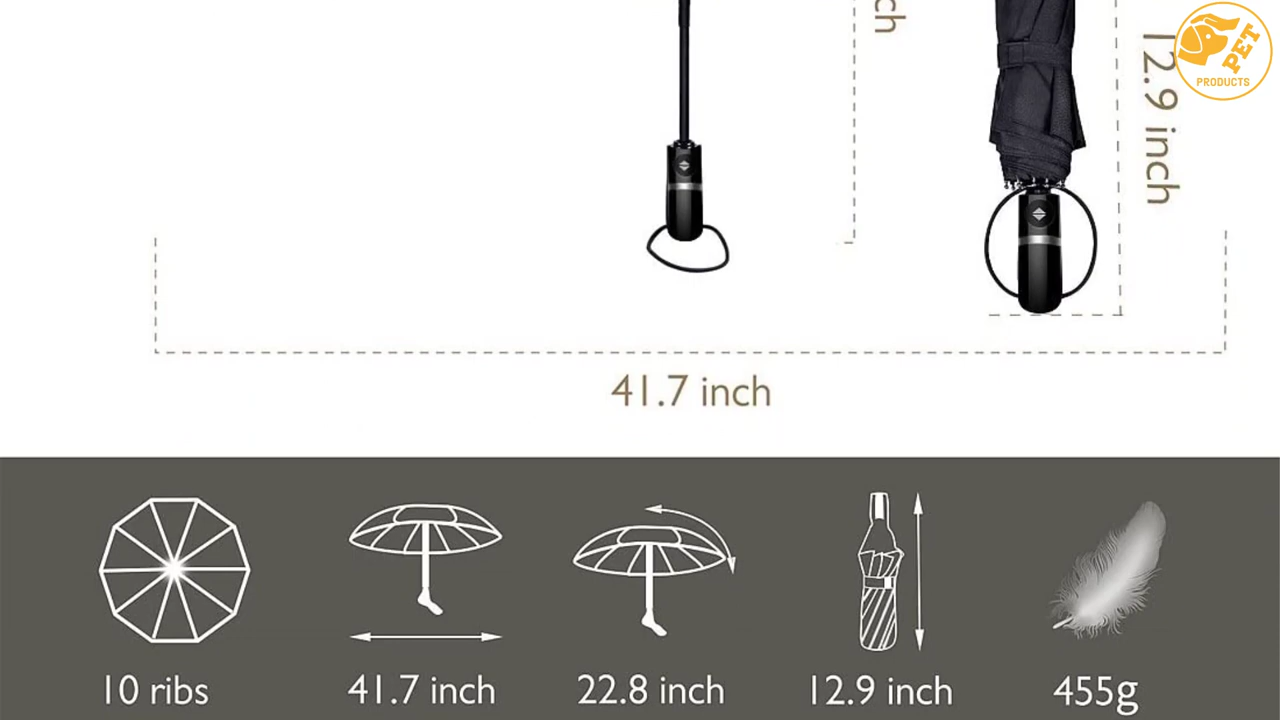 ch
12.9 inch
PET
PRODUCTS
41.7 inch
10 ribs
41.7 inch
22.8 inch
12.9 inch
455g